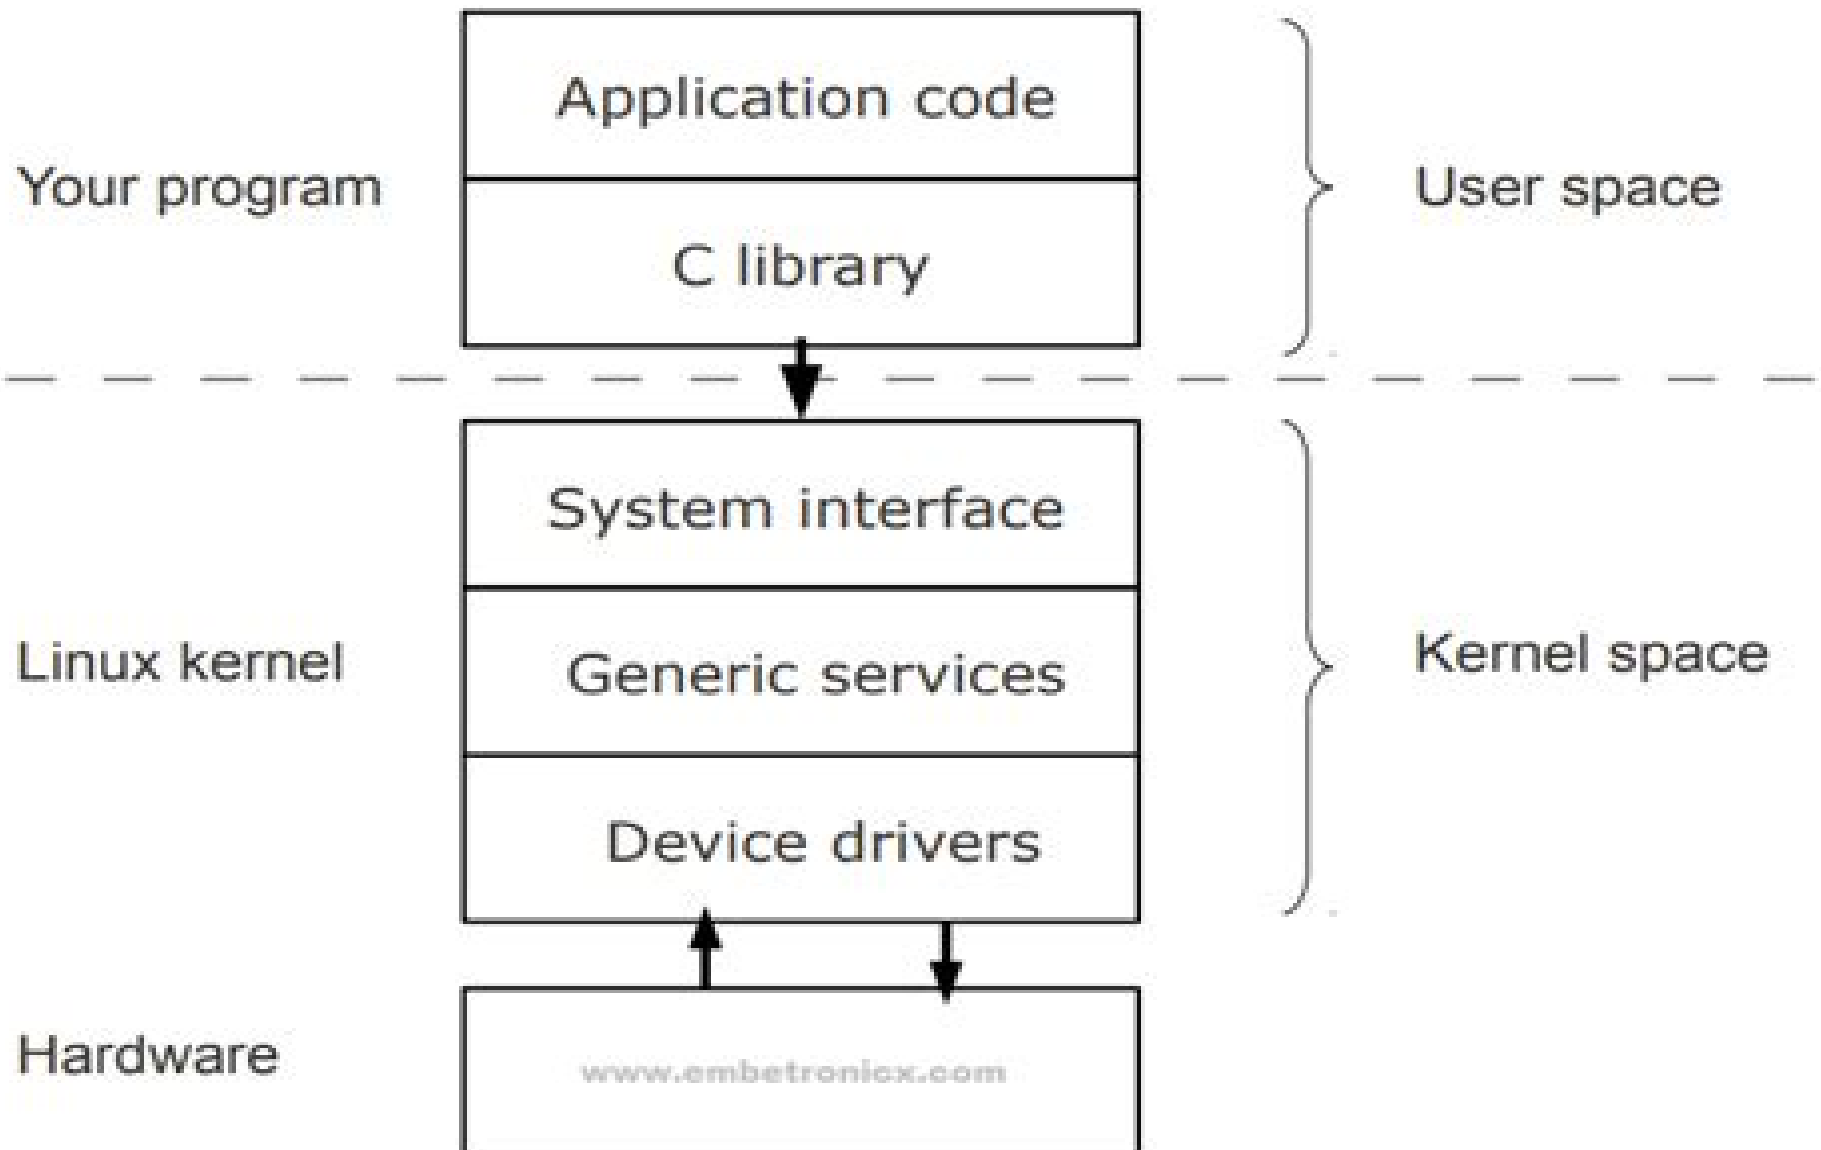 Application code
Your program
User space
C library
System interface
Linux kernel
Generic services
Kernel space
Device drivers
Hardware
www.embetronicx.com